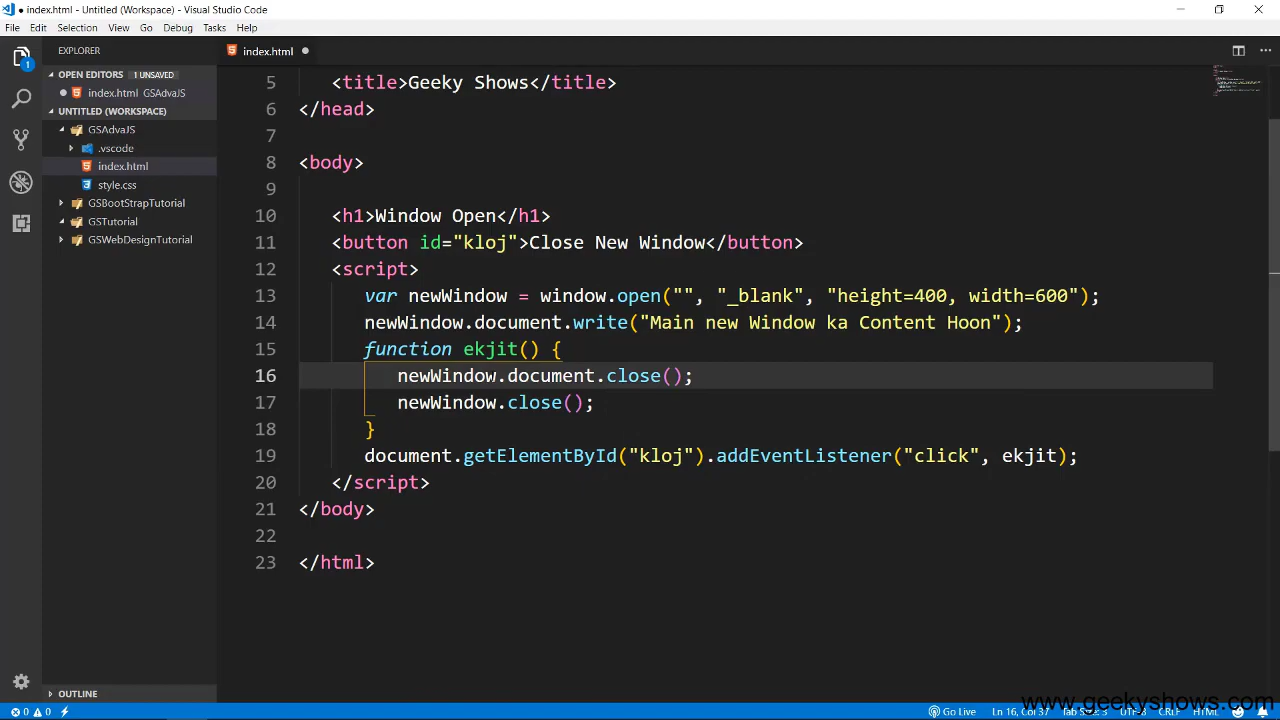 ● index.html - Untitled (Workspace) - Visual Studio Code
File Edit Selection View Go Debug Tasks Help
EXPLORER
index.html ●
OPEN EDITORS 1 UNSAVED
● index.html GSAdvaJS
UNTITLED (WORKSPACE)
GSAdvaJS
.vscode
index.html
style.css
GSBootStrapTutorial
GSTutorial
GSWebDesignTutorial
OUTLINE
1
5 <title>Geeky Shows</title>
6 </head>
7
8 <body>
9
10 <h1>Window Open</h1>
11 <button id="kloj">Close New Window</button>
12 <script>
13 var newWindow = window.open("", "_blank", "height=400, width=600");
14 newWindow.document.write("Main new Window ka Content Hoon");
15 function ekjit() {
16 newWindow.document.close();
17 newWindow.close();
18 }
19 document.getElementById("kloj").addEventListener("click", ekjit);
20 </script>
21 </body>
22
23 </html>
www.geekyshows.com
0 0 Go Live Ln 16, Col 37 Tab Size: 3 UTF-8 CRLF HTML